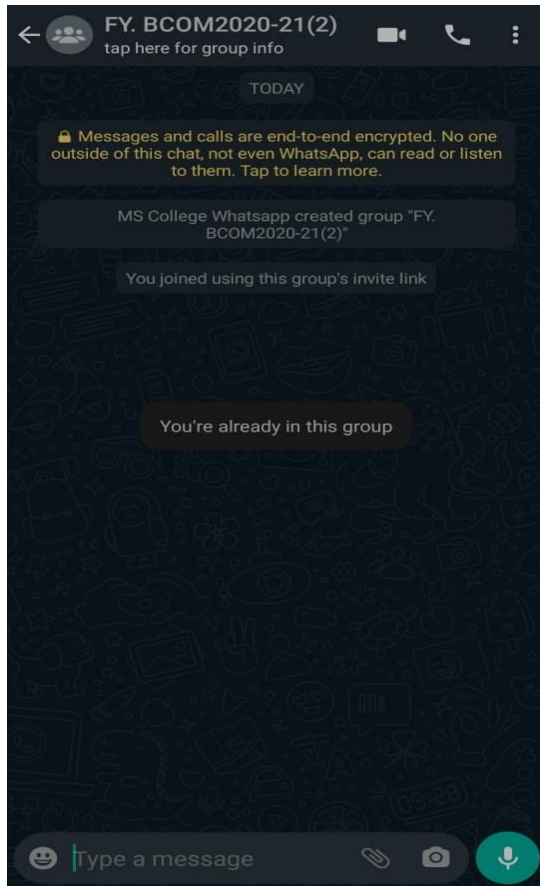 FY. BCOM2020-21(2)
tap here for group info
TODAY
Messages and calls are end-to-end encrypted. No one
outside of this chat, not even WhatsApp, can read or listen
to them. Tap to learn more.
MS College Whatsapp created group "FY.
BCOM2020-21(2)"
You joined using this group's invite link
You're already in this group
Type a message